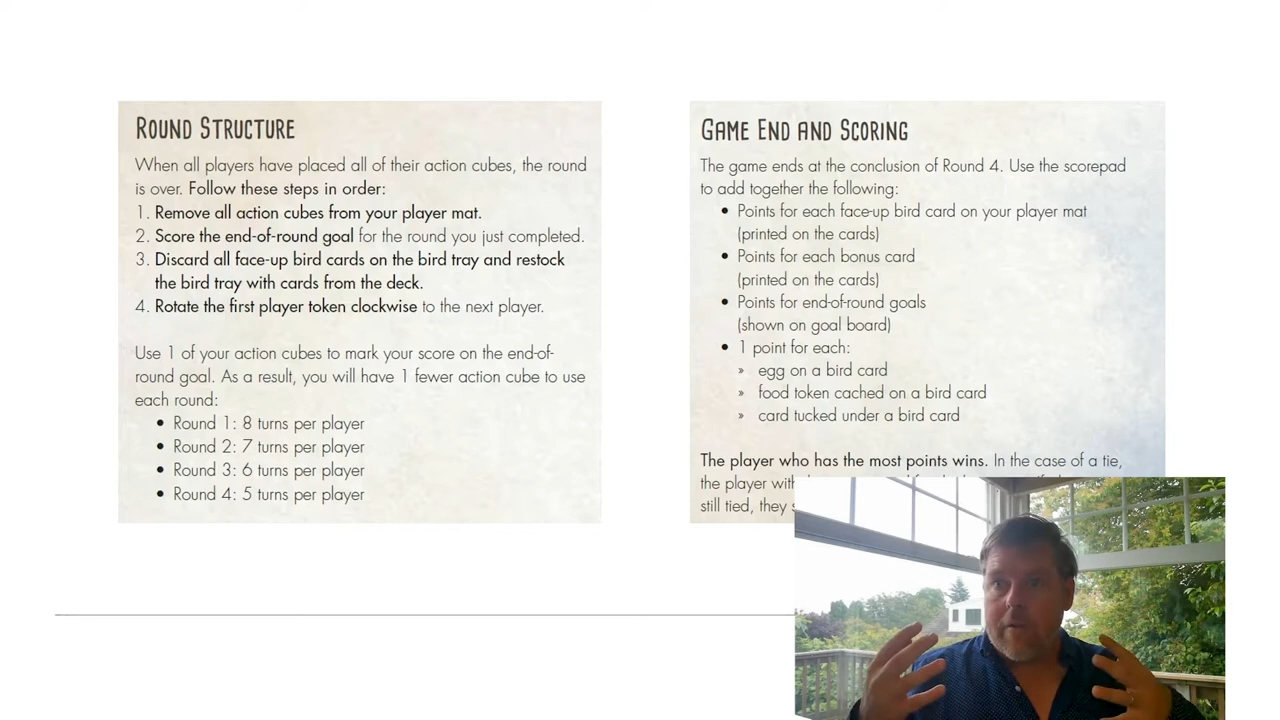 ROUND STRUCTURE
When all players have placed all of their action cubes, the round
is over. Follow these steps in order:
1. Remove all action cubes from your player mat.
2. Score the end-of-round goal for the round you just completed.
3. Discard all face-up bird cards on the bird tray and restock
the bird tray with cards from the deck.
4. Rotate the first player token clockwise to the next player.
Use 1 of your action cubes to mark your score on the end-of-
round goal. As a result, you will have 1 fewer action cube to use
each round:
• Round 1: 8 turns per player
• Round 2: 7 turns per player
• Round 3: 6 turns per player
• Round 4: 5 turns per player
GAME END AND SCORING
The game ends at the conclusion of Round 4. Use the scorepad
to add together the following:
• Points for each face-up bird card on your player mat
(printed on the cards)
• Points for each bonus card
(printed on the cards)
• Points for end-of-round goals
(shown on goal board)
• 1 point for each:
» egg on a bird card
» food token cached on a bird card
» card tucked under a bird card
The player who has the most points wins. In the case of a tie,
the player with
still tied, they